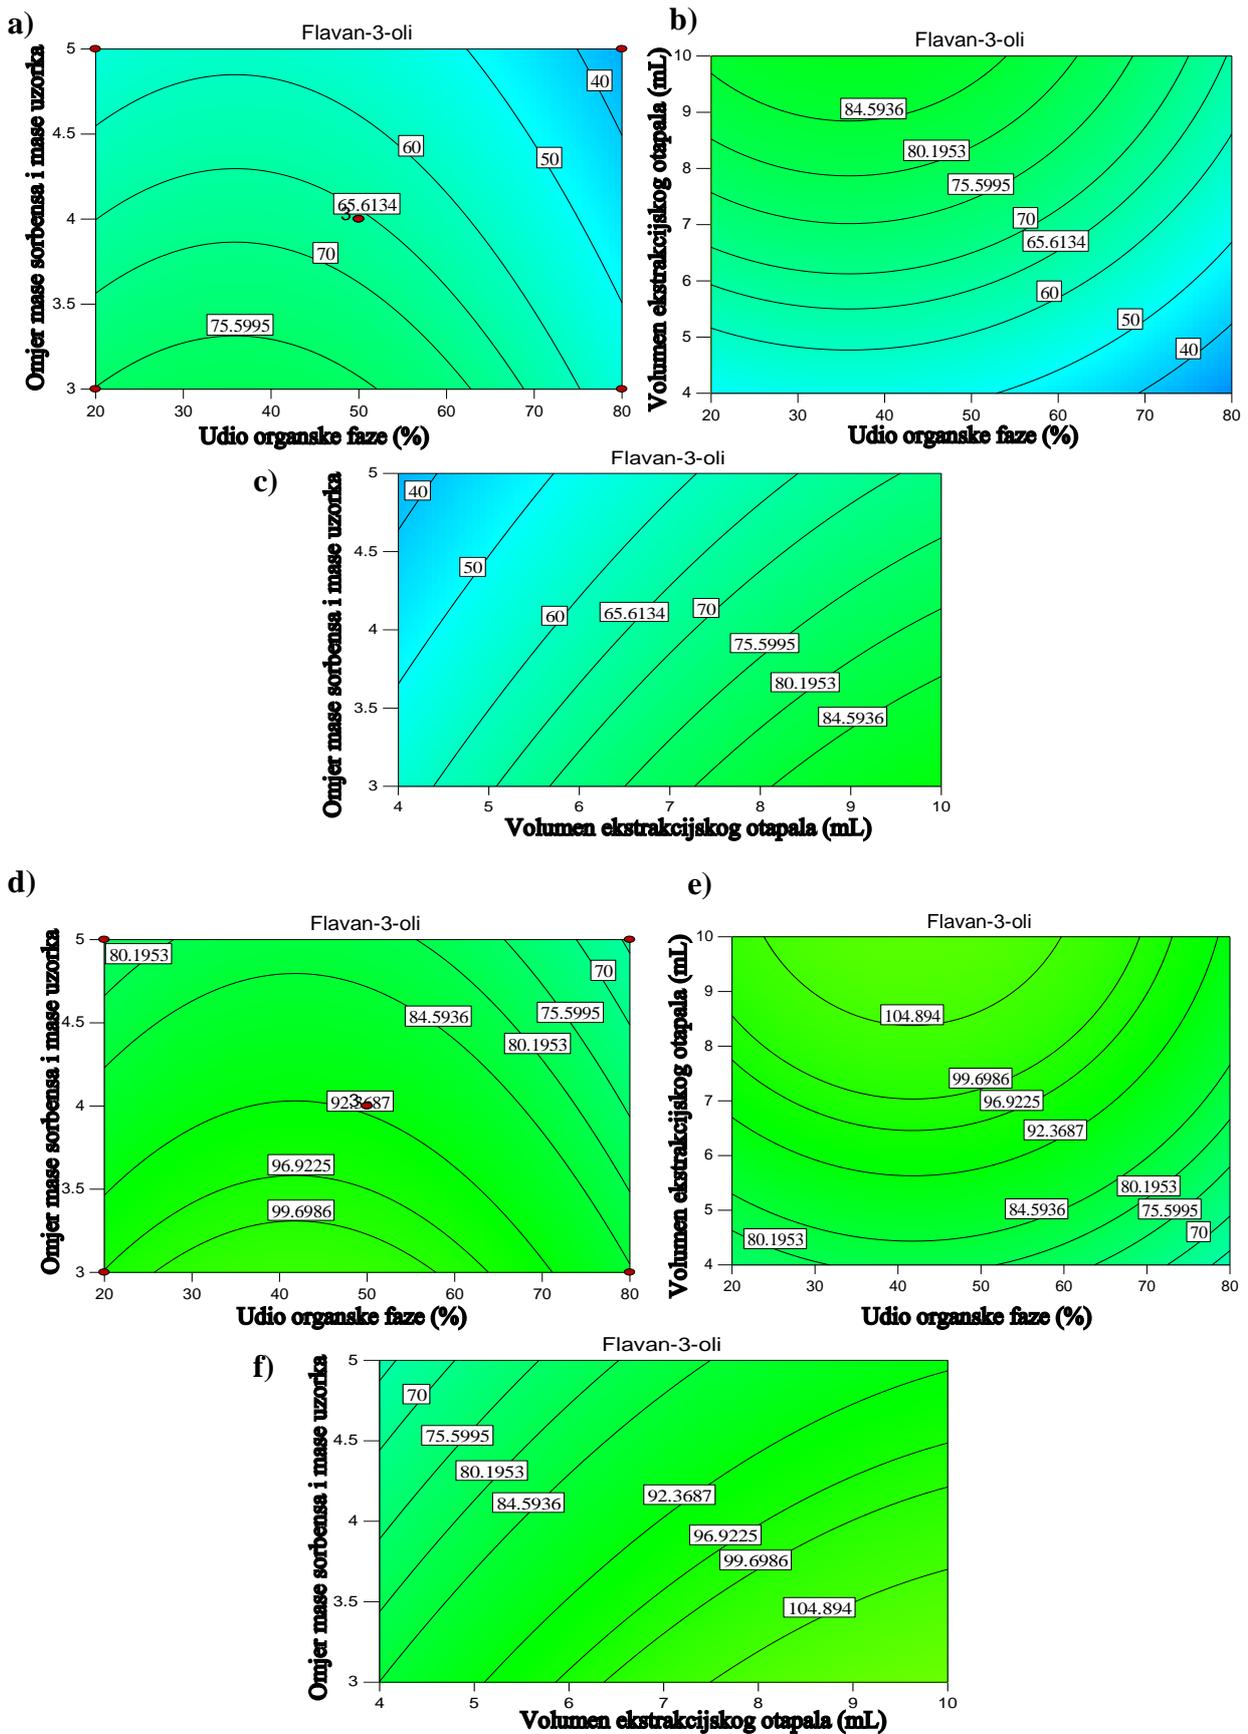 a)
Flavan-3-oli
Omjer mase sorbensa i mase uzorka
5
4.5
4
3.5
3
40
60
50
65.6134
3
70
75.5995
20 30 40 50 60 70 80
Udio organske faze (%)
b)
Flavan-3-oli
Volumen ekstrakcijskog otapala (mL)
10
9
8
7
6
5
4
84.5936
80.1953
75.5995
70
65.6134
60
50
40
20 30 40 50 60 70 80
Udio organske faze (%)
c)
Flavan-3-oli
Omjer mase sorbensa i mase uzorka
5
4.5
4
3.5
3
40
50
60
65.6134
70
75.5995
80.1953
84.5936
4 5 6 7 8 9 10
Volumen ekstrakcijskog otapala (mL)
d)
Flavan-3-oli
Omjer mase sorbensa i mase uzorka
5
4.5
4
3.5
3
80.1953
70
84.5936
75.5995
80.1953
92.3687
3
96.9225
99.6986
20 30 40 50 60 70 80
Udio organske faze (%)
e)
Flavan-3-oli
Volumen ekstrakcijskog otapala (mL)
10
9
8
7
6
5
4
104.894
99.6986
96.9225
92.3687
80.1953
84.5936
75.5995
80.1953
70
20 30 40 50 60 70 80
Udio organske faze (%)
f)
Flavan-3-oli
Omjer mase sorbensa i mase uzorka
5
4.5
4
3.5
3
70
75.5995
80.1953
84.5936
92.3687
96.9225
99.6986
104.894
4 5 6 7 8 9 10
Volumen ekstrakcijskog otapala (mL)